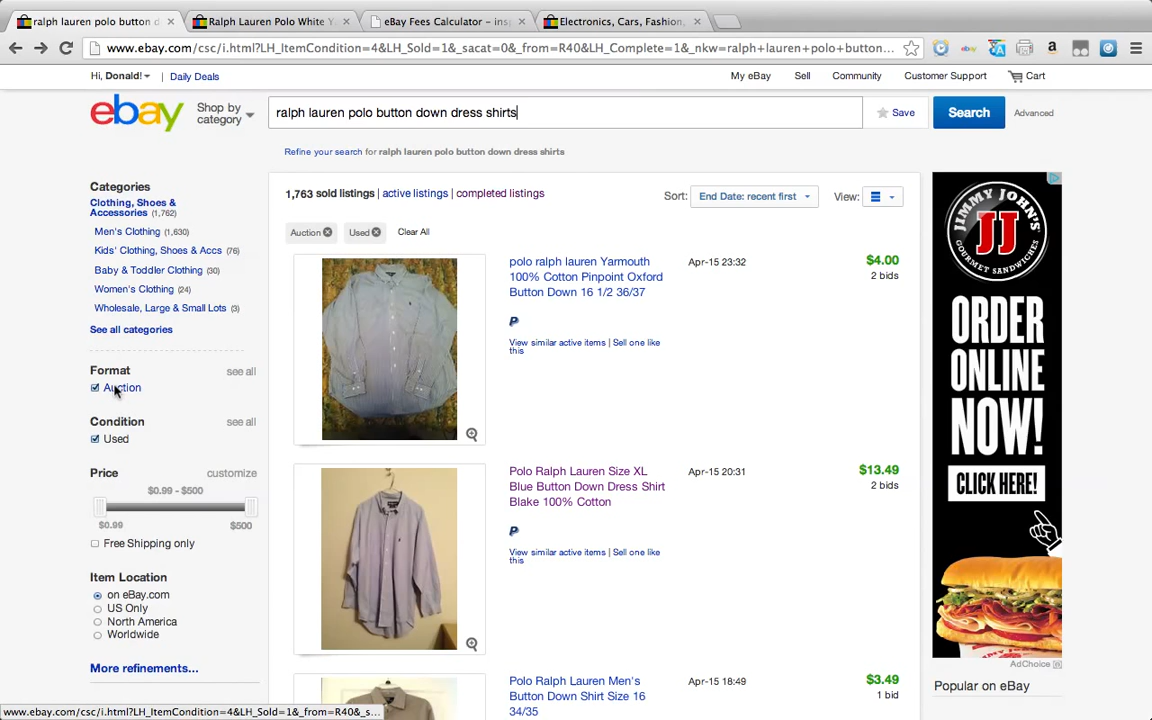 ralph lauren polo button d
Ralph Lauren Polo White Y
eBay Fees Calculator – insp
Electronics, Cars, Fashion,
www.ebay.com/csc/i.html?LH_ItemCondition=4&LH_Sold=1&_sacat=0&_from=R40&LH_Complete=1&_nkw=ralph+lauren+polo+button...
Hi, Donald! | Daily Deals
My eBay Sell Community Customer Support Cart
ebay
Shop by
category
ralph lauren polo button down dress shirts
Save
Search
Advanced
Refine your search for ralph lauren polo button down dress shirts
Categories
Clothing, Shoes &
Accessories (1,762)
Men's Clothing (1,630)
Kids' Clothing, Shoes & Accs (76)
Baby & Toddler Clothing (30)
Women's Clothing (24)
Wholesale, Large & Small Lots (3)
See all categories
Format see all
Auction
Condition see all
Used
Price customize
$0.99 - $500
$0.99 $500
Free Shipping only
Item Location
on eBay.com
US Only
North America
Worldwide
More refinements...
1,763 sold listings | active listings | completed listings
Sort: End Date: recent first View:
Auction Used Clear All
polo ralph lauren Yarmouth
100% Cotton Pinpoint Oxford
Button Down 16 1/2 36/37
Apr-15 23:32
$4.00
2 bids
View similar active items | Sell one like
this
Polo Ralph Lauren Size XL
Blue Button Down Dress Shirt
Blake 100% Cotton
Apr-15 20:31
$13.49
2 bids
View similar active items | Sell one like
this
Polo Ralph Lauren Men's
Button Down Shirt Size 16
34/35
Apr-15 18:49
$3.49
1 bid
JIMMY JOHN'S
JJ
GOURMET SANDWICHES
ORDER
ONLINE
NOW!
CLICK HERE!
AdChoice
Popular on eBay
www.ebay.com/csc/i.html?LH_ItemCondition=4&LH_Sold=1&_from=R40&_s...